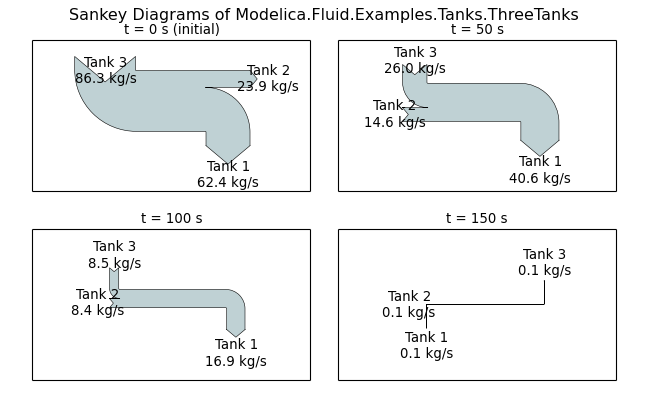 Sankey Diagrams of Modelica.Fluid.Examples.Tanks.ThreeTanks
t = 0 s (initial)
Tank 3
86.3 kg/s
Tank 2
23.9 kg/s
Tank 1
62.4 kg/s
t = 50 s
Tank 3
26.0 kg/s
Tank 2
14.6 kg/s
Tank 1
40.6 kg/s
t = 100 s
Tank 3
8.5 kg/s
Tank 2
8.4 kg/s
Tank 1
16.9 kg/s
t = 150 s
Tank 3
0.1 kg/s
Tank 2
0.1 kg/s
Tank 1
0.1 kg/s